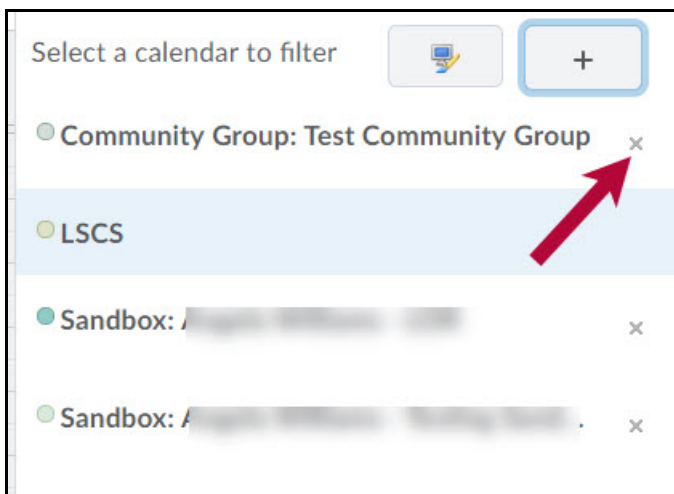 Select a calendar to filter +
Community Group: Test Community Group ×
LSCS
Sandbox: ×
Sandbox: . ×